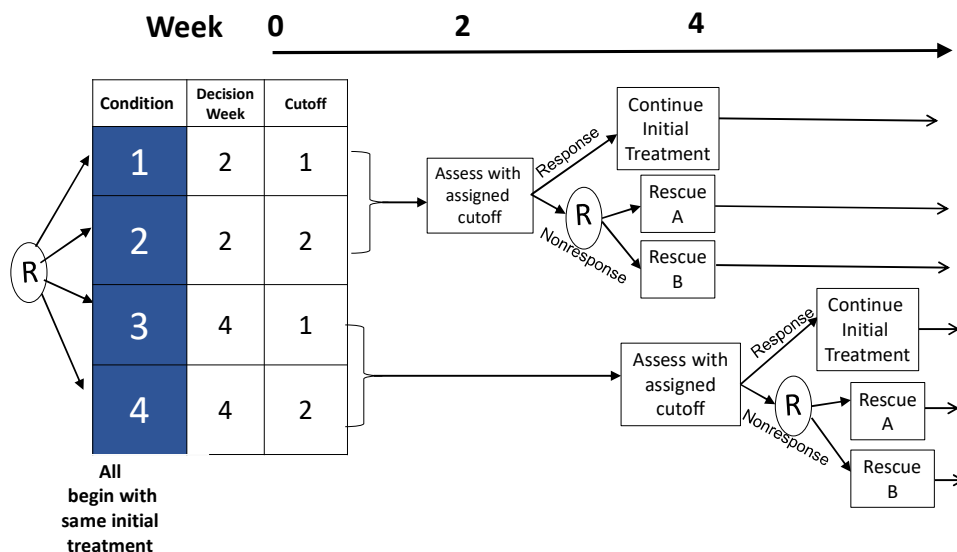 Week 0 2 4
Condition Decision Week Cutoff
1 2 1
2 2 2
3 4 1
4 4 2
R
All
begin with
same initial
treatment
Assess with
assigned
cutoff
Response
Nonresponse
Continue
Initial
Treatment
R
Rescue
A
Rescue
B
Assess with
assigned
cutoff
Response
Nonresponse
Continue
Initial
Treatment
R
Rescue
A
Rescue
B